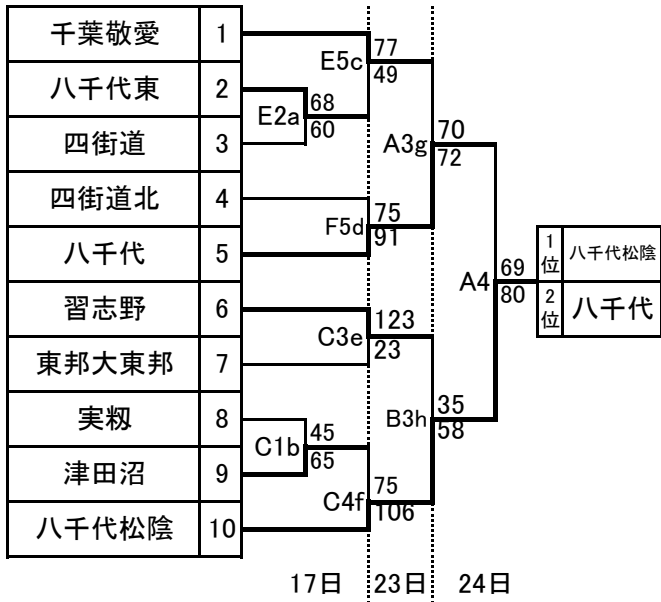 千葉敬愛 1
八千代東 2
四街道 3
四街道北 4
八千代 5
習志野 6
東邦大東邦 7
実籾 8
津田沼 9
八千代松陰 10
E2a
68
60
C1b
45
65
E5c
77
49
F5d
75
91
C3e
123
23
C4f
75
106
A3g
70
72
B3h
35
58
A4
69
80
1位 八千代松陰
2位 八千代
17日 23日 24日